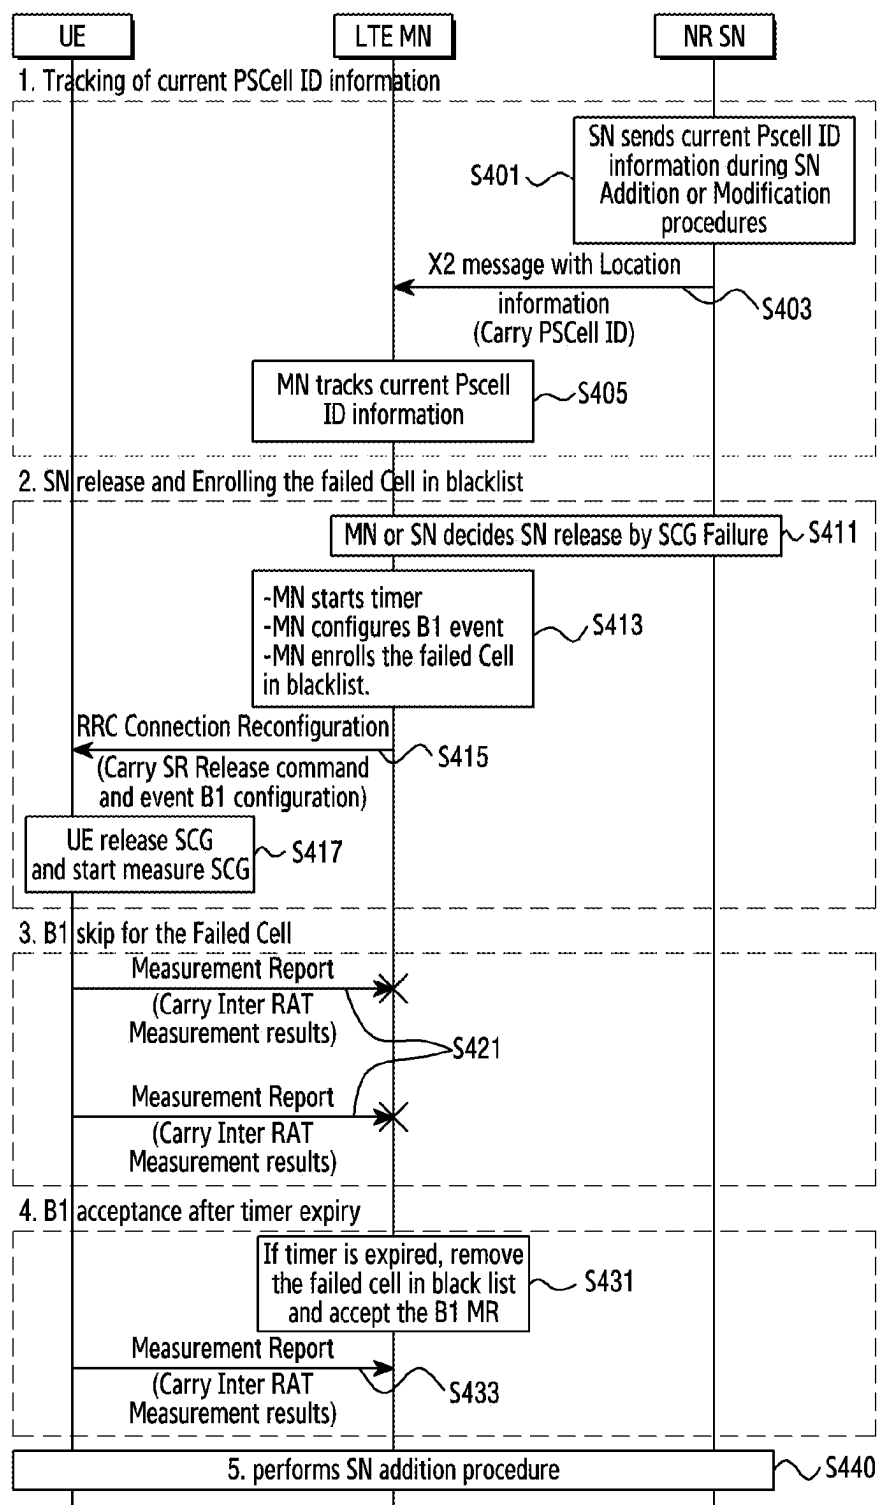 UE
LTE MN
NR SN
1. Tracking of current PSCell ID information
SN sends current Pscell ID
information during SN
Addition or Modification
procedures
S401
X2 message with Location
information
(Carry PSCell ID)
S403
MN tracks current Pscell
ID information
S405
2. SN release and Enrolling the failed Cell in blacklist
MN or SN decides SN release by SCG Failure
S411
-MN starts timer
-MN configures B1 event
-MN enrolls the failed Cell
in blacklist.
S413
RRC Connection Reconfiguration
(Carry SR Release command
and event B1 configuration)
S415
UE release SCG
and start measure SCG
S417
3. B1 skip for the Failed Cell
Measurement Report
(Carry Inter RAT
Measurement results)
S421
Measurement Report
(Carry Inter RAT
Measurement results)
4. B1 acceptance after timer expiry
If timer is expired, remove
the failed cell in black list
and accept the B1 MR
S431
Measurement Report
(Carry Inter RAT
Measurement results)
S433
5. performs SN addition procedure
S440